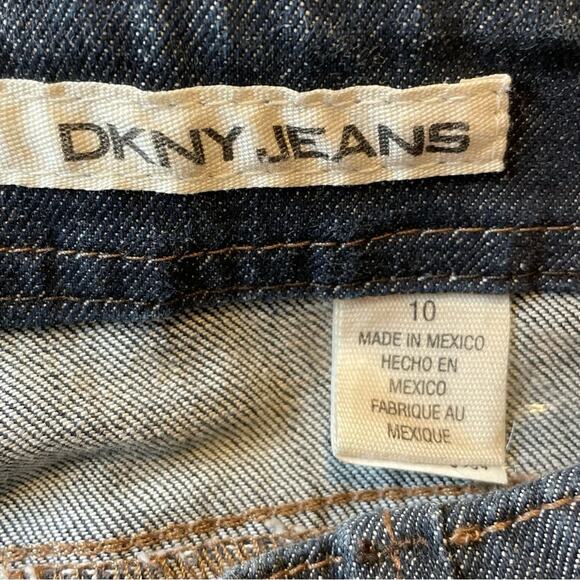 DKNY JEANS
10
MADE IN MEXICO
HECHO EN
MEXICO
FABRIQUE AU
MEXIQUE